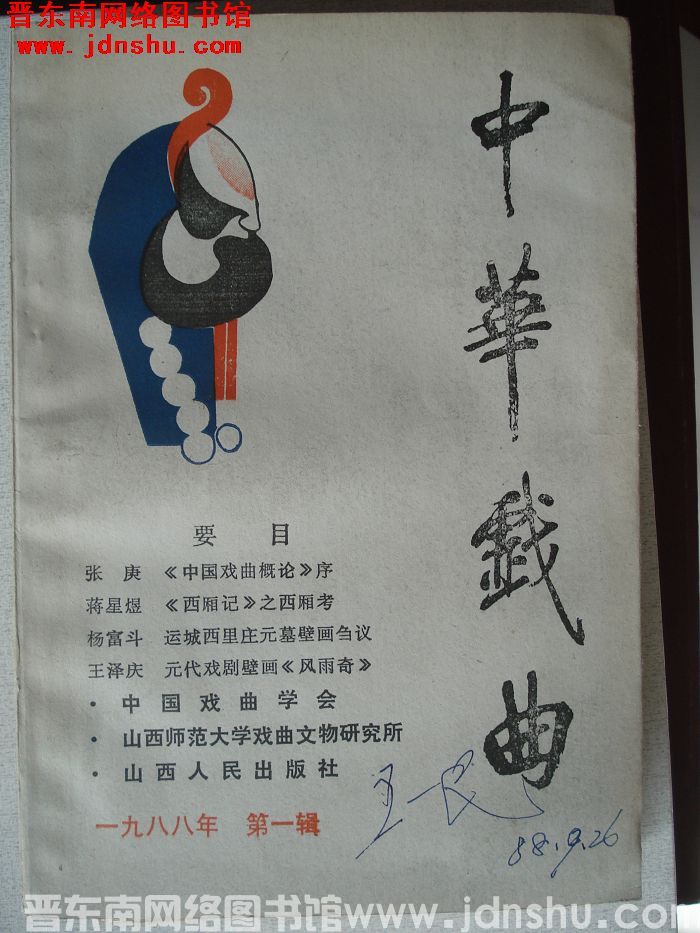 晋东南网络图书馆
www.jdnshu.com
中華戯曲
要目
张庚 《中国戏曲概论》序
蒋星煜 《西厢记》之西厢考
杨富斗 运城西里庄元墓壁画刍议
王泽庆 元代戏剧壁画《风雨奇》
·中国戏曲学会
·山西师范大学戏曲文物研究所
·山西人民出版社
一九八八年 第一辑
88.9.26
晋东南网络图书馆 www.jdnshu.com